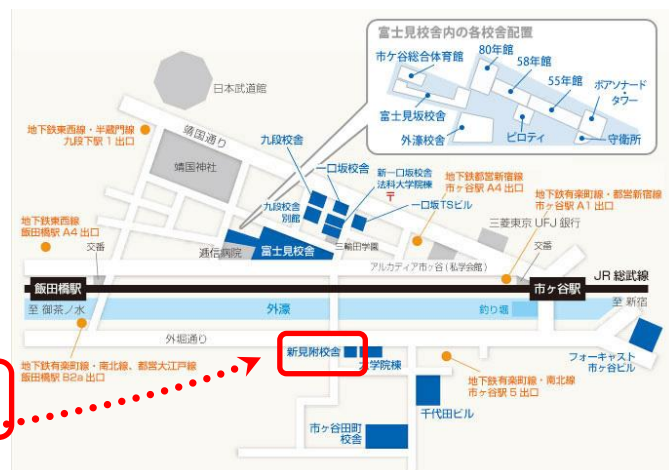 富士見校舎内の各校舎配置
市ケ谷総合体育館
80年館
58年館
55年館
ボアソナード・タワー
富士見坂校舎
外濠校舎
ピロティ
守衛所
日本武道館
地下鉄東西線・半蔵門線
九段下駅1出口
靖国通り
靖国神社
九段校舎
一口坂校舎
新一口坂校舎
法科大学院棟
〒
地下鉄都営新宿線
市ヶ谷駅 A4 出口
地下鉄有楽町線・都営新宿線
市ヶ谷駅 A1 出口
九段校舎
別館
一口坂TSビル
三菱東京 UFJ 銀行
地下鉄東西線
飯田橋駅 A4 出口
交番
逓信病院
富士見校舎
三輪田学園
アルカディア市ヶ谷(私学会館)
交番
JR 総武線
飯田橋駅
市ヶ谷駅
至 御茶ノ水
外濠
釣り堀
至 新宿
外堀通り
新見附校舎
大学院棟
地下鉄有楽町線・南北線、都営大江戸線
飯田橋駅 B2a 出口
地下鉄有楽町線・南北線
市ヶ谷駅 5 出口
フォーキャスト
市ヶ谷ビル
千代田ビル
市ヶ谷田町
校舎